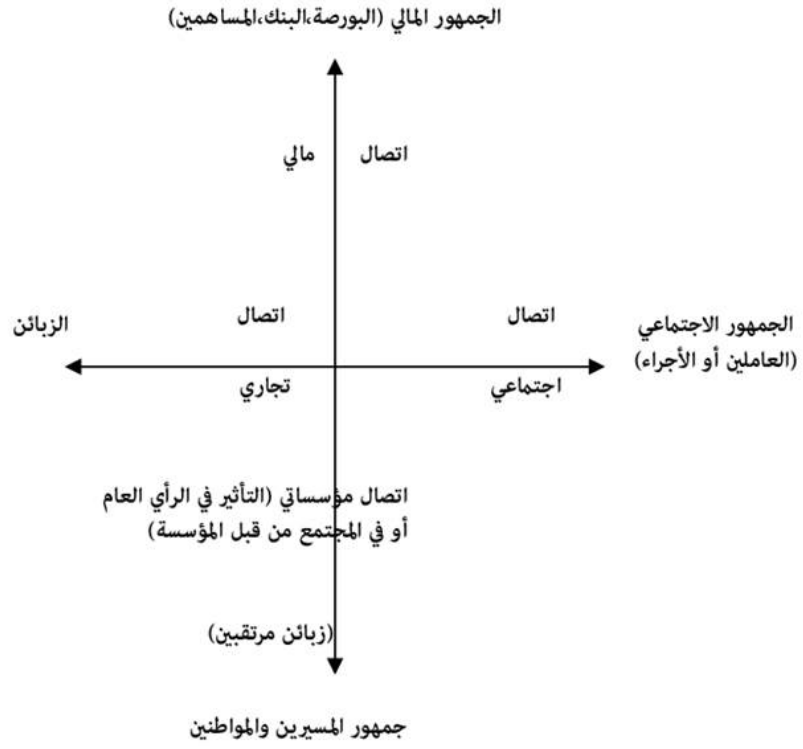 الجمهور المالي (البورصة،البنك،المساهمين)
اتصال
مالي
اتصال
اتصال
الجمهور الاجتماعي
(العاملين أو الأجراء)
الزبائن
اجتماعي
تجاري
اتصال مؤسساتي (التأثير في الرأي العام
أو في المجتمع من قبل المؤسسة)
(زبائن مرتقبين)
جمهور المسيرين والمواطنين